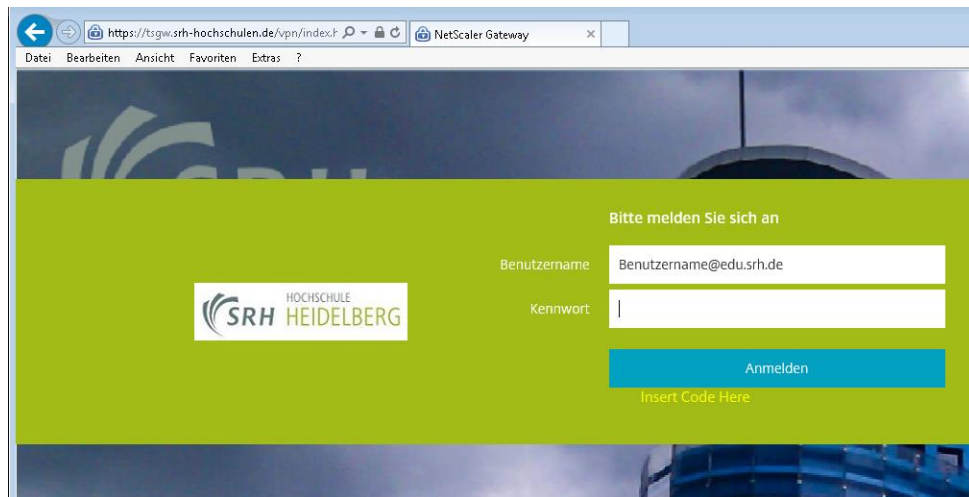 https://tsgw.srh-hochschulen.de/vpn/index.h
NetScaler Gateway
Datei Bearbeiten Ansicht Favoriten Extras ?
SRH
Bitte melden Sie sich an
Benutzername Benutzername@edu.srh.de
SRH HOCHSCHULE HEIDELBERG
Kennwort
Anmelden
Insert Code Here